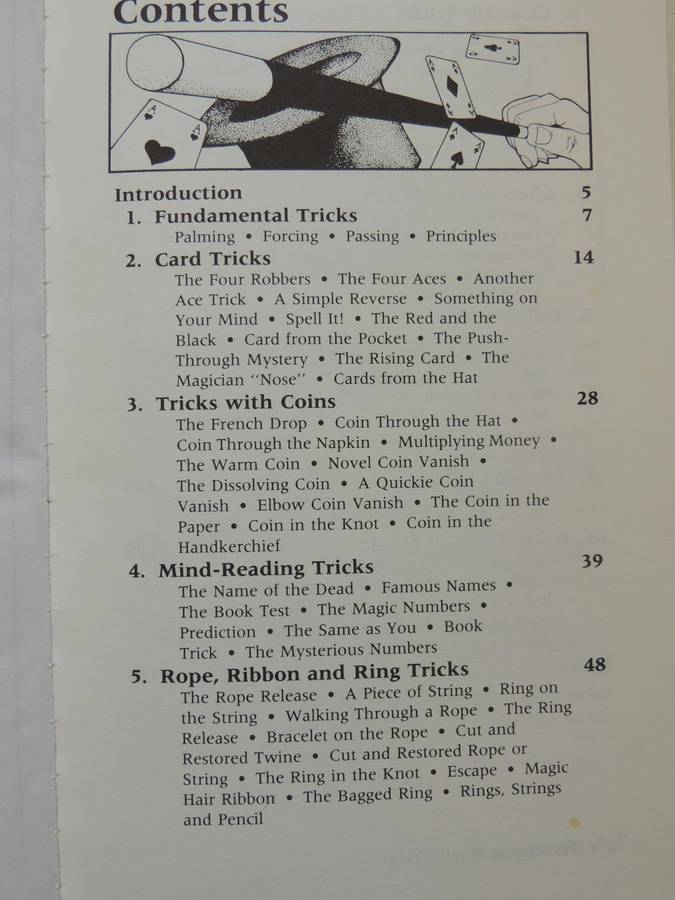 Contents
Introduction 5
1. Fundamental Tricks 7
Palming • Forcing • Passing • Principles
2. Card Tricks 14
The Four Robbers • The Four Aces • Another
Ace Trick • A Simple Reverse • Something on
Your Mind • Spell It! • The Red and the
Black • Card from the Pocket • The Push-
Through Mystery • The Rising Card • The
Magician "Nose" • Cards from the Hat
3. Tricks with Coins 28
The French Drop • Coin Through the Hat •
Coin Through the Napkin • Multiplying Money •
The Warm Coin • Novel Coin Vanish •
The Dissolving Coin • A Quickie Coin
Vanish • Elbow Coin Vanish • The Coin in the
Paper • Coin in the Knot • Coin in the
Handkerchief
4. Mind-Reading Tricks 39
The Name of the Dead • Famous Names •
The Book Test • The Magic Numbers •
Prediction • The Same as You • Book
Trick • The Mysterious Numbers
5. Rope, Ribbon and Ring Tricks 48
The Rope Release • A Piece of String • Ring on
the String • Walking Through a Rope • The Ring
Release • Bracelet on the Rope • Cut and
Restored Twine • Cut and Restored Rope or
String • The Ring in the Knot • Escape • Magic
Hair Ribbon • The Bagged Ring • Rings, Strings
and Pencil